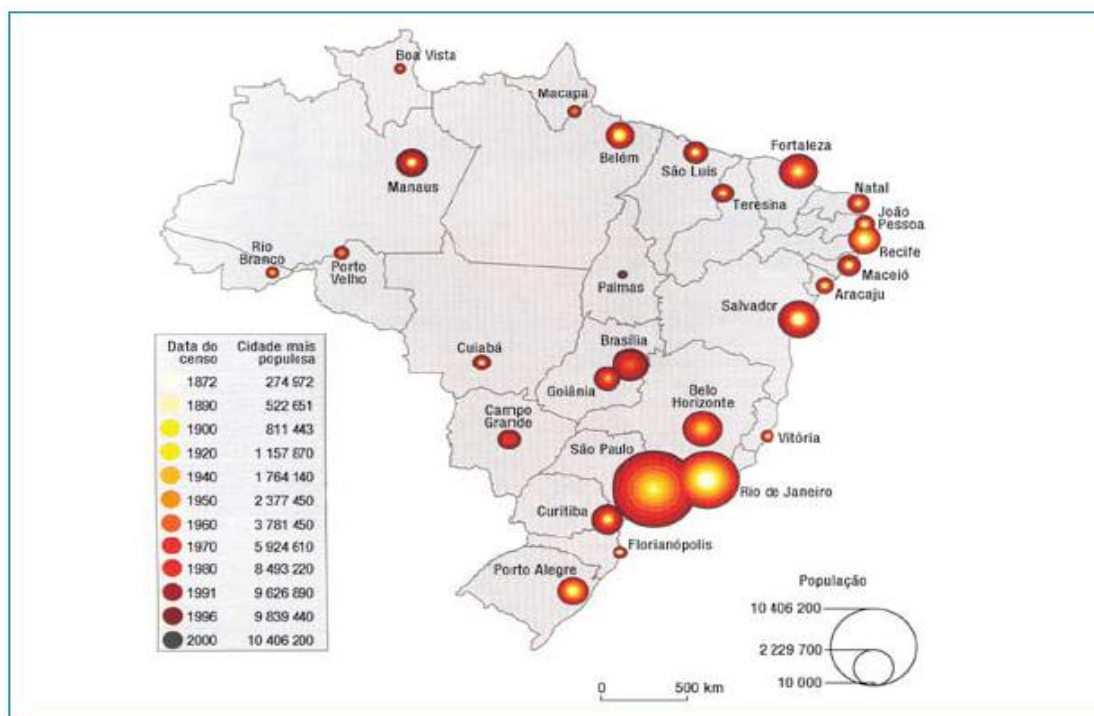 Boa Vista
Macapá
Belém
São Luís
Fortaleza
Manaus
Teresina
Natal
João
Pessoa
Recife
Rio
Branco
Porto
Velho
Palmas
Maceió
Aracaju
Salvador
Cuiabá
Brasília
Goiânia
Belo
Horizonte
Campo
Grande
Vitória
São Paulo
Rio de Janeiro
Curitiba
Florianópolis
Porto Alegre
Data do Cidade mais
censo populosa
1872 274 972
1890 522 651
1900 811 443
1920 1 157 870
1940 1 764 140
1950 2 377 450
1960 3 781 450
1970 5 924 610
1980 8 493 220
1991 9 626 890
1996 9 839 440
2000 10 406 200
População
10 406 200
2 229 700
10 000
0 500 km